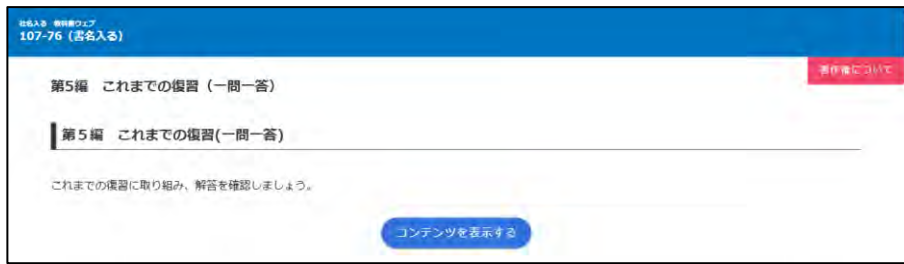 社名入る 教科書ウェブ
107-76（書名入る）
著作権について
第5編 これまでの復習（一問一答）
第５編 これまでの復習(一問一答)
これまでの復習に取り組み、解答を確認しましょう。
コンテンツを表示する